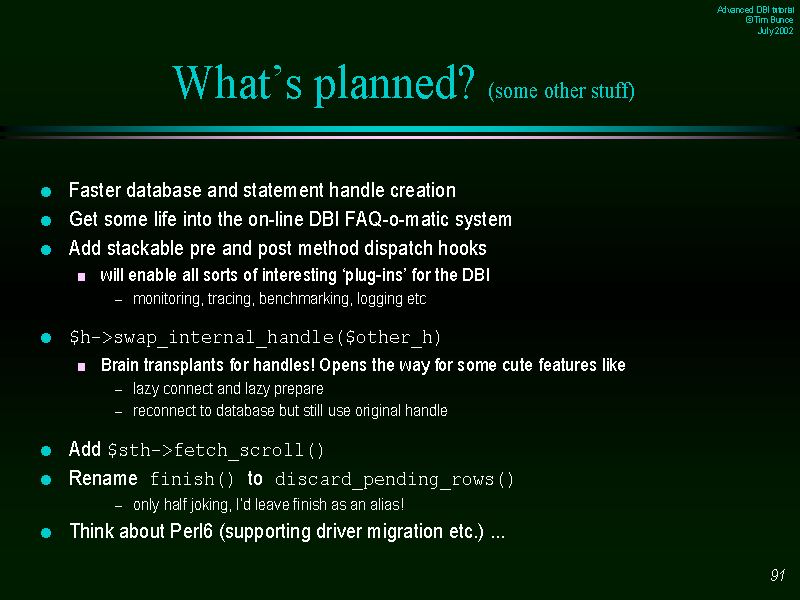 Advanced DBI tutorial
©Tim Bunce
July 2002
What's planned? (some other stuff)
Faster database and statement handle creation
Get some life into the on-line DBI FAQ-o-matic system
Add stackable pre and post method dispatch hooks
will enable all sorts of interesting ‘plug-ins’ for the DBI
– monitoring, tracing, benchmarking, logging etc
$h->swap_internal_handle($other_h)
Brain transplants for handles! Opens the way for some cute features like
– lazy connect and lazy prepare
– reconnect to database but still use original handle
Add $sth->fetch_scroll()
Rename finish() to discard_pending_rows()
– only half joking, I'd leave finish as an alias!
Think about Perl6 (supporting driver migration etc.) ...
91